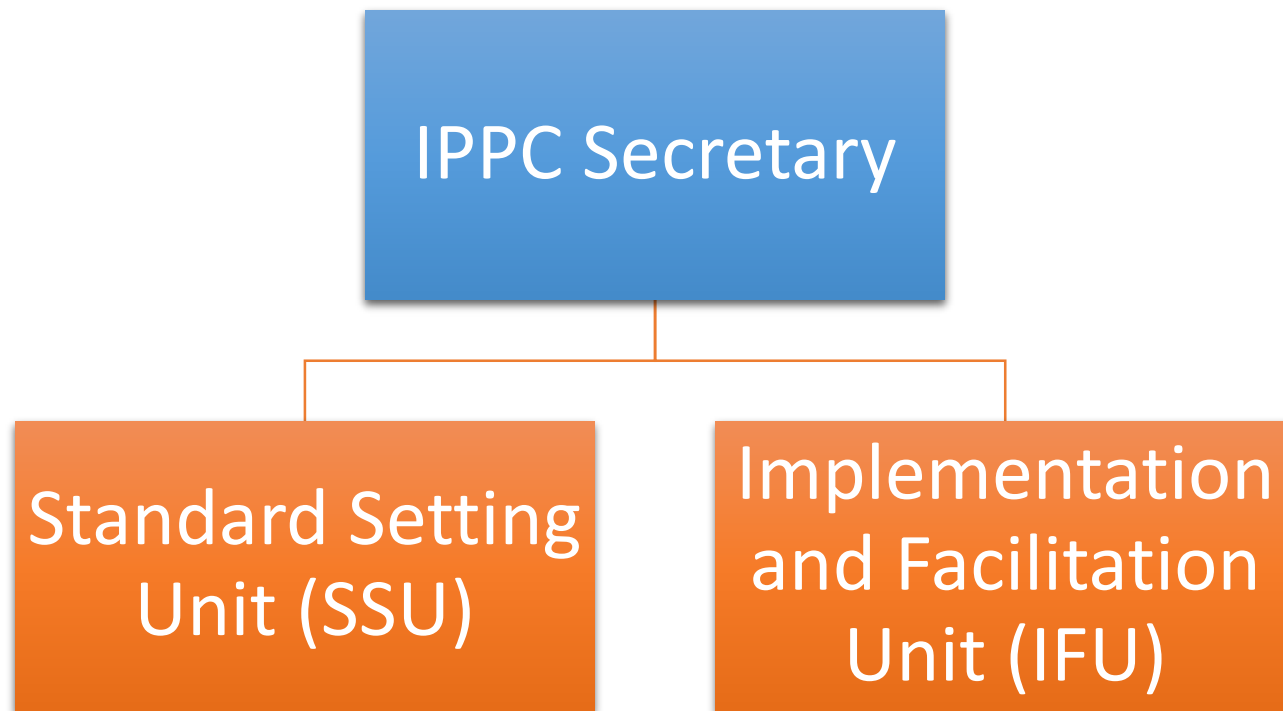 IPPC Secretary
Standard Setting
Unit (SSU)
Implementation
and Facilitation
Unit (IFU)